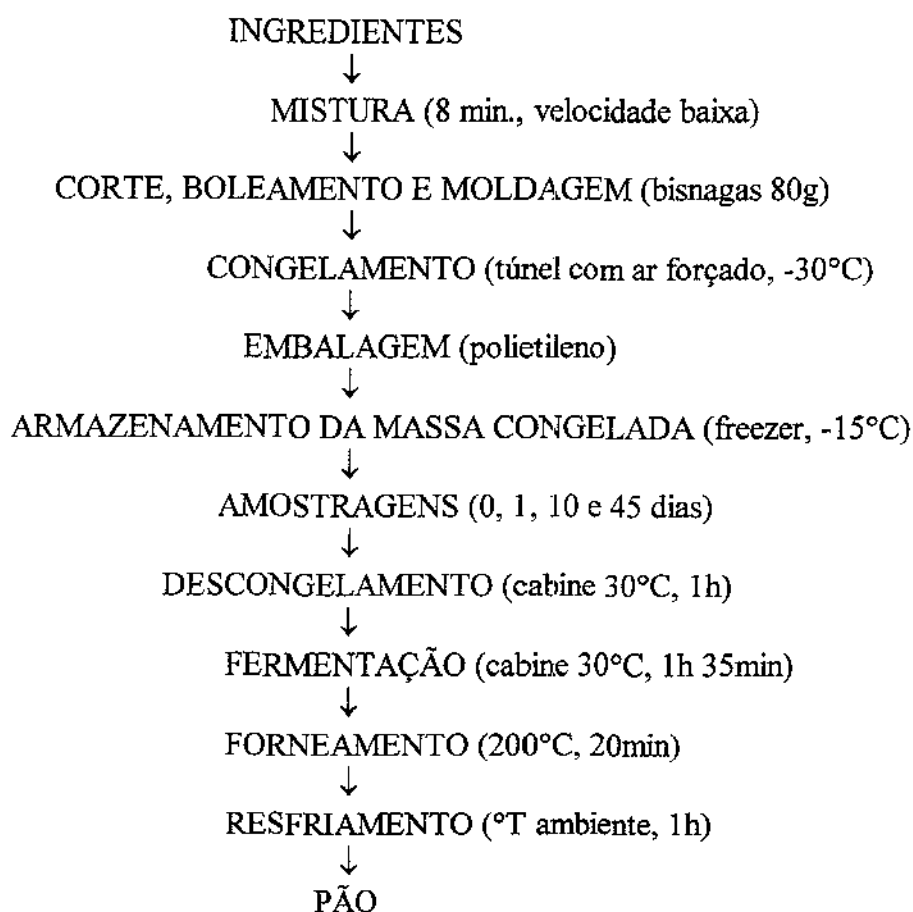 INGREDIENTES
↓
MISTURA (8 min., velocidade baixa)
↓
CORTE, BOLEAMENTO E MOLDAGEM (bisnagas 80g)
↓
CONGELAMENTO (túnel com ar forçado, -30°C)
↓
EMBALAGEM (polietileno)
↓
ARMAZENAMENTO DA MASSA CONGELADA (freezer, -15°C)
↓
AMOSTRAGENS (0, 1, 10 e 45 dias)
↓
DESCONGELAMENTO (cabine 30°C, 1h)
↓
FERMENTAÇÃO (cabine 30°C, 1h 35min)
↓
FORNEAMENTO (200°C, 20min)
↓
RESFRIAMENTO (°T ambiente, 1h)
↓
PÃO